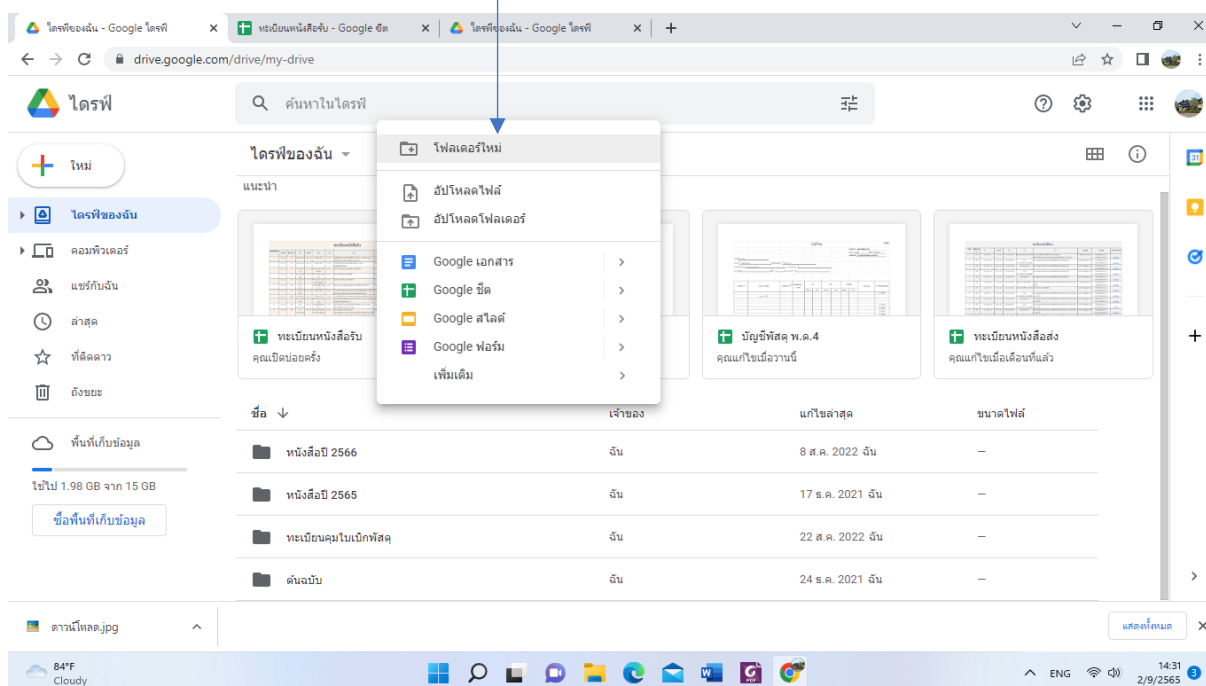 ไดรฟ์ของฉัน - Google ไดรฟ์
ทะเบียนหนังสือรับ - Google ชีต
ไดรฟ์ของฉัน - Google ไดรฟ์
drive.google.com/drive/my-drive
ไดรฟ์
ค้นหาในไดรฟ์
ใหม่
ไดรฟ์ของฉัน
คอมพิวเตอร์
แชร์กับฉัน
ล่าสุด
ที่ติดดาว
ถังขยะ
พื้นที่เก็บข้อมูล
ใช้ไป 1.98 GB จาก 15 GB
ซื้อพื้นที่เก็บข้อมูล
ไดรฟ์ของฉัน
แนะนำ
โฟลเดอร์ใหม่
อัปโหลดไฟล์
อัปโหลดโฟลเดอร์
Google เอกสาร
Google ชีต
Google สไลด์
Google ฟอร์ม
เพิ่มเติม
ทะเบียนหนังสือรับ
คุณเปิดบ่อยครั้ง
บัญชีพัสดุ พ.ด.4
คุณแก้ไขเมื่อวานนี้
ทะเบียนหนังสือส่ง
คุณแก้ไขเมื่อเดือนที่แล้ว
ชื่อ เจ้าของ แก้ไขล่าสุด ขนาดไฟล์
หนังสือปี 2566 ฉัน 8 ส.ค. 2022 ฉัน —
หนังสือปี 2565 ฉัน 17 ธ.ค. 2021 ฉัน —
ทะเบียนคุมใบเบิกพัสดุ ฉัน 22 ส.ค. 2022 ฉัน —
ต้นฉบับ ฉัน 24 ธ.ค. 2021 ฉัน —
31
ดาวน์โหลด.jpg
แสดงทั้งหมด
84°F
Cloudy
ENG
14:31
2/9/2565
3